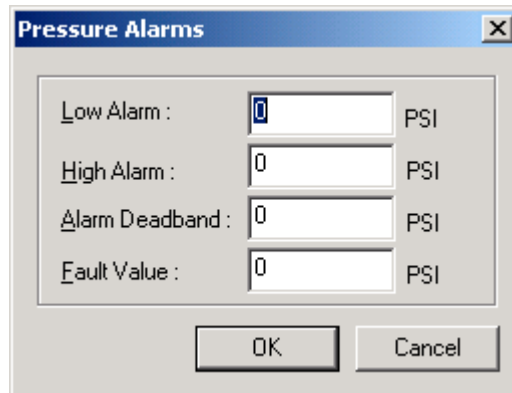 Pressure Alarms
Low Alarm : 0 PSI
High Alarm : 0 PSI
Alarm Deadband : 0 PSI
Fault Value : 0 PSI
OK Cancel